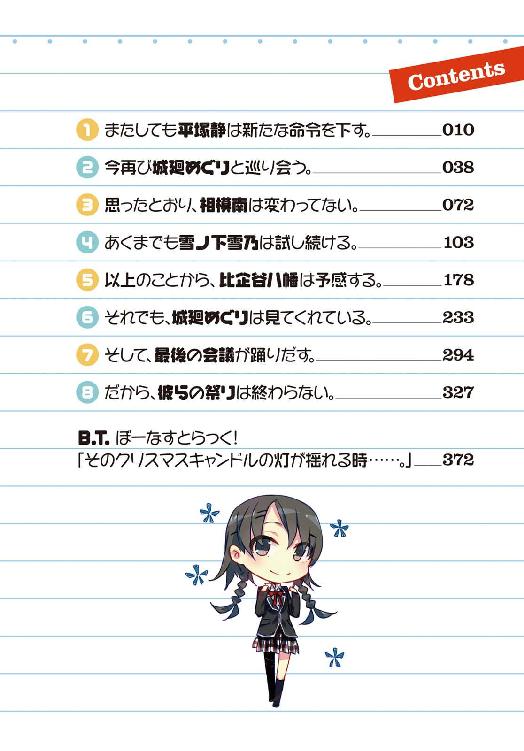 Contents
1 またしても平塚静は新たな命令を下す。 010
2 今再び城廻めぐりと巡り会う。 038
3 思ったとおり、相模南は変わってない。 072
4 あくまでも雪ノ下雪乃は試し続ける。 103
5 以上のことから、比企谷八幡は予感する。 178
6 それでも、城廻めぐりは見てくれている。 233
7 そして、最後の会議が踊りだす。 294
8 だから、彼らの祭りは終わらない。 327
B.T. ぼーなすとらっく!
「そのクリスマスキャンドルの灯が揺れる時……。」 372